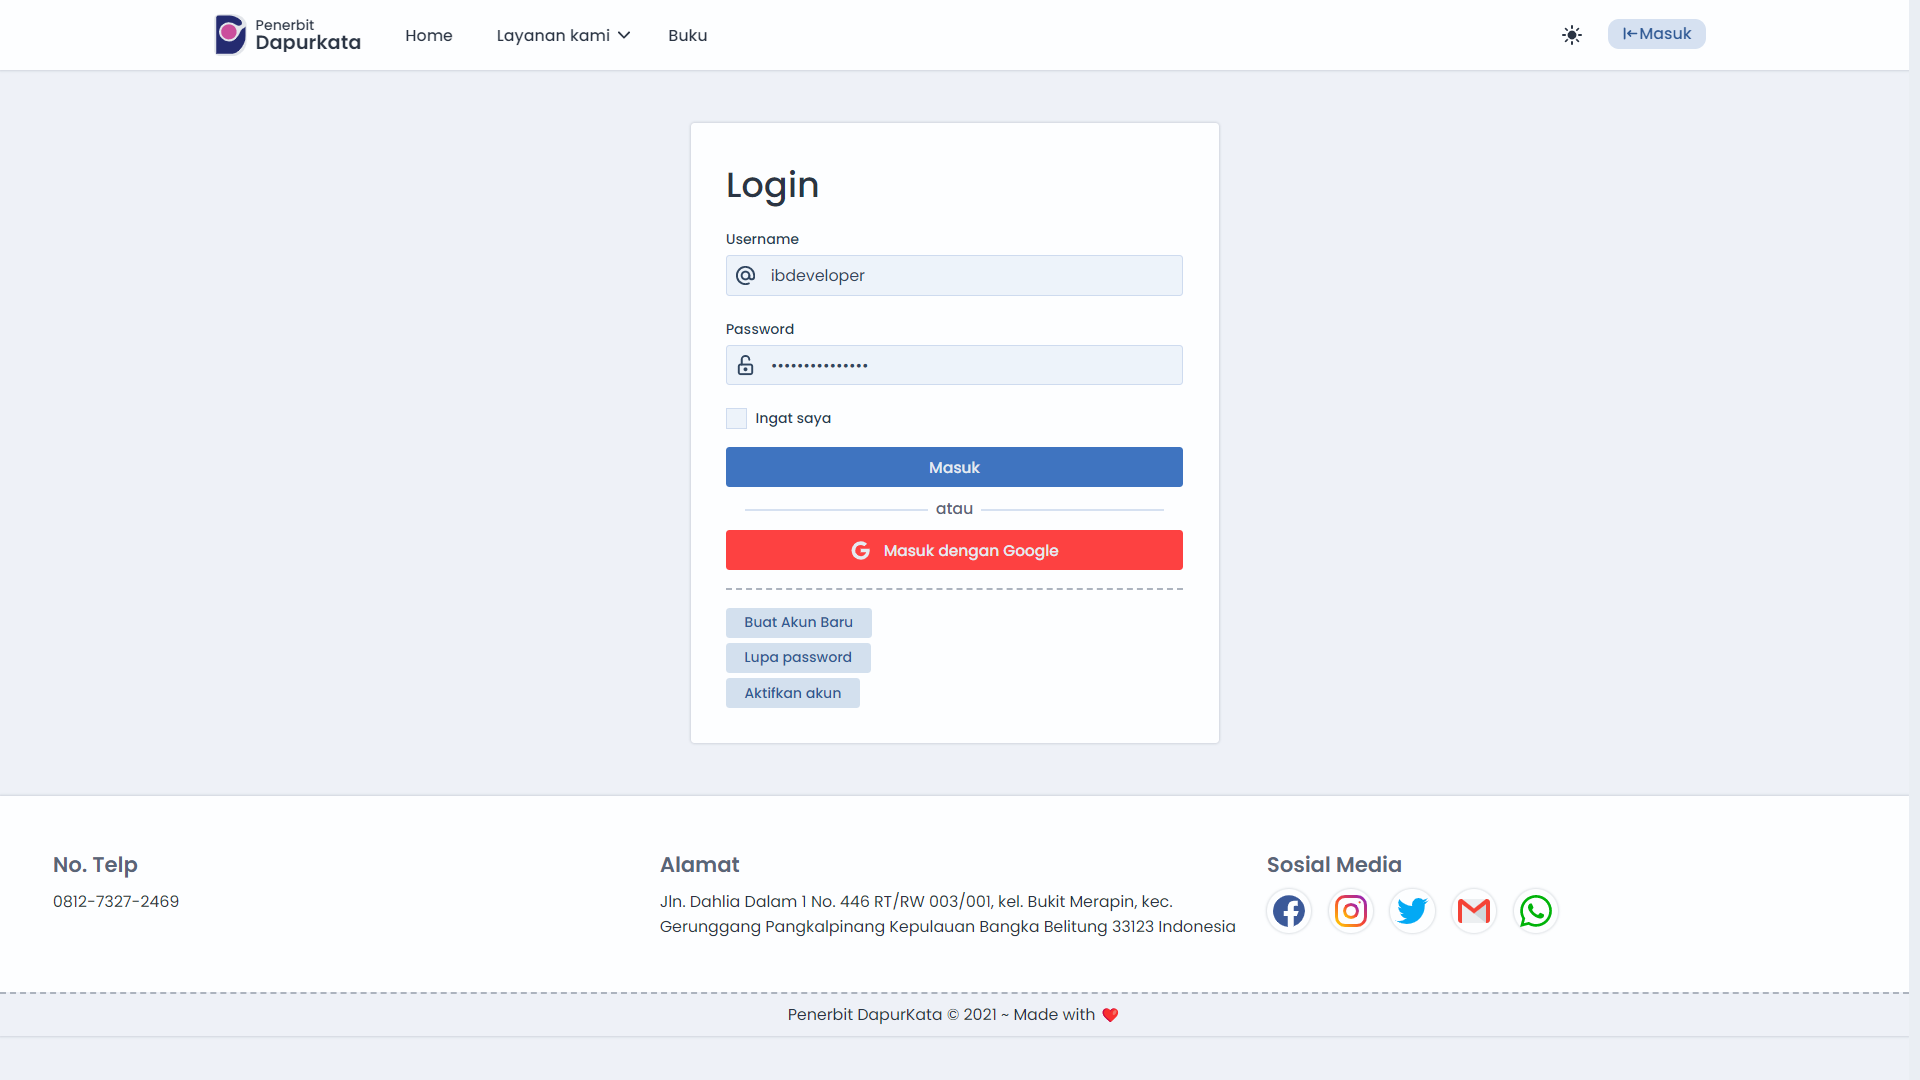 Penerbit
Dapurkata
Home
Layanan kami
Buku
Masuk
Login
Username
ibdeveloper
Password
•••••••••••••••
Ingat saya
Masuk
atau
Masuk dengan Google
Buat Akun Baru
Lupa password
Aktifkan akun
No. Telp
0812-7327-2469
Alamat
Jln. Dahlia Dalam 1 No. 446 RT/RW 003/001, kel. Bukit Merapin, kec.
Gerunggang Pangkalpinang Kepulauan Bangka Belitung 33123 Indonesia
Sosial Media
Penerbit DapurKata © 2021 ~ Made with ❤️